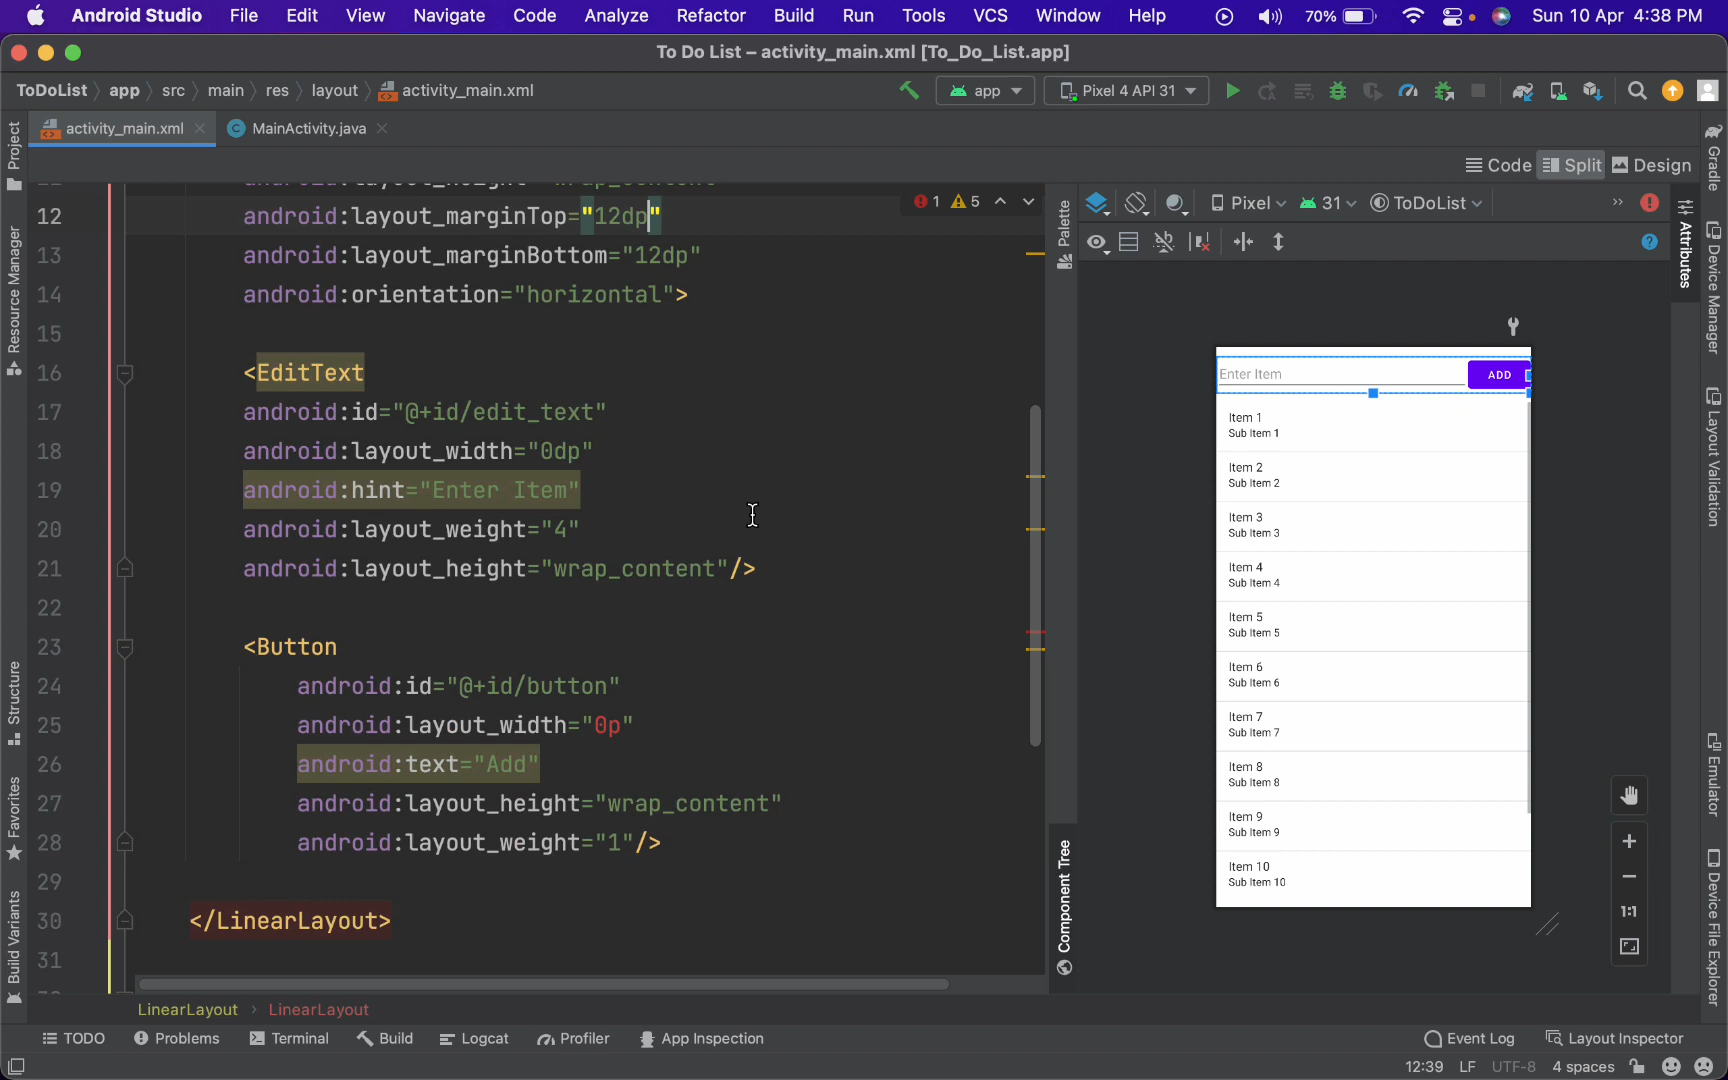 Android Studio File Edit View Navigate Code Analyze Refactor Build Run Tools VCS Window Help 70% Sun 10 Apr 4:38 PM
To Do List – activity_main.xml [To_Do_List.app]
ToDoList app src main res layout activity_main.xml app Pixel 4 API 31
activity_main.xml MainActivity.java
Code Split Design
12 android:layout_marginTop="12dp"
1 5
13 android:layout_marginBottom="12dp"
14 android:orientation="horizontal">
15
16 <EditText
17 android:id="@+id/edit_text"
18 android:layout_width="0dp"
19 android:hint="Enter Item"
20 android:layout_weight="4"
21 android:layout_height="wrap_content"/>
22
23 <Button
24 android:id="@+id/button"
25 android:layout_width="0p"
26 android:text="Add"
27 android:layout_height="wrap_content"
28 android:layout_weight="1"/>
29
30 </LinearLayout>
31
LinearLayout > LinearLayout
Project
Resource Manager
Structure
Favorites
Build Variants
Palette
Component Tree
Pixel 31 ToDoList
Enter Item ADD
Item 1
Sub Item 1
Item 2
Sub Item 2
Item 3
Sub Item 3
Item 4
Sub Item 4
Item 5
Sub Item 5
Item 6
Sub Item 6
Item 7
Sub Item 7
Item 8
Sub Item 8
Item 9
Sub Item 9
Item 10
Sub Item 10
1:1
Attributes
Gradle
Device Manager
Layout Validation
Emulator
Device File Explorer
TODO Problems Terminal Build Logcat Profiler App Inspection Event Log Layout Inspector
12:39 LF UTF-8 4 spaces